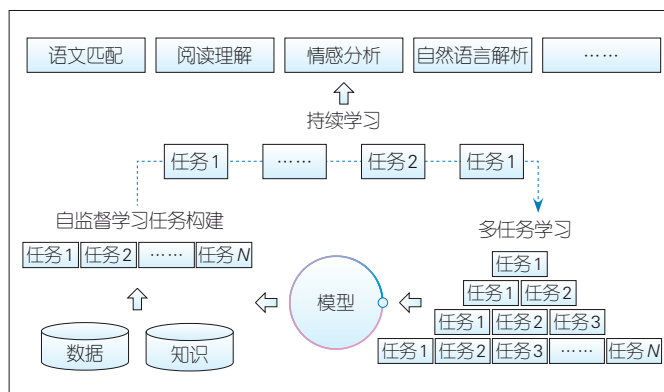 语文匹配 阅读理解 情感分析 自然语言解析 ……
持续学习
任务1 …… 任务2 任务1
自监督学习任务构建
任务1 任务2 …… 任务N
数据 知识
模型
多任务学习
任务1
任务1 任务2
任务1 任务2 任务3
任务1 任务2 任务3 …… 任务N